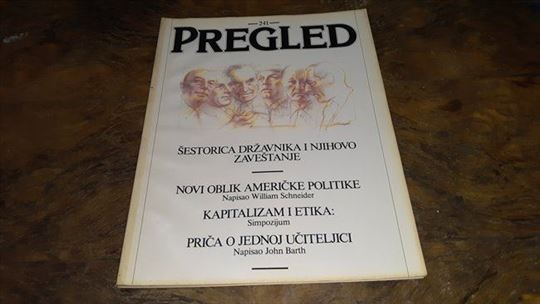 241
PREGLED
ŠESTORICA DRŽAVNIKA I NJIHOVO
ZAVEŠTANJE
NOVI OBLIK AMERIČKE POLITIKE
Napisao William Schneider
KAPITALIZAM I ETIKA:
Simpozijum
PRIČA O JEDNOJ UČITELJICI
Napisao John Barth